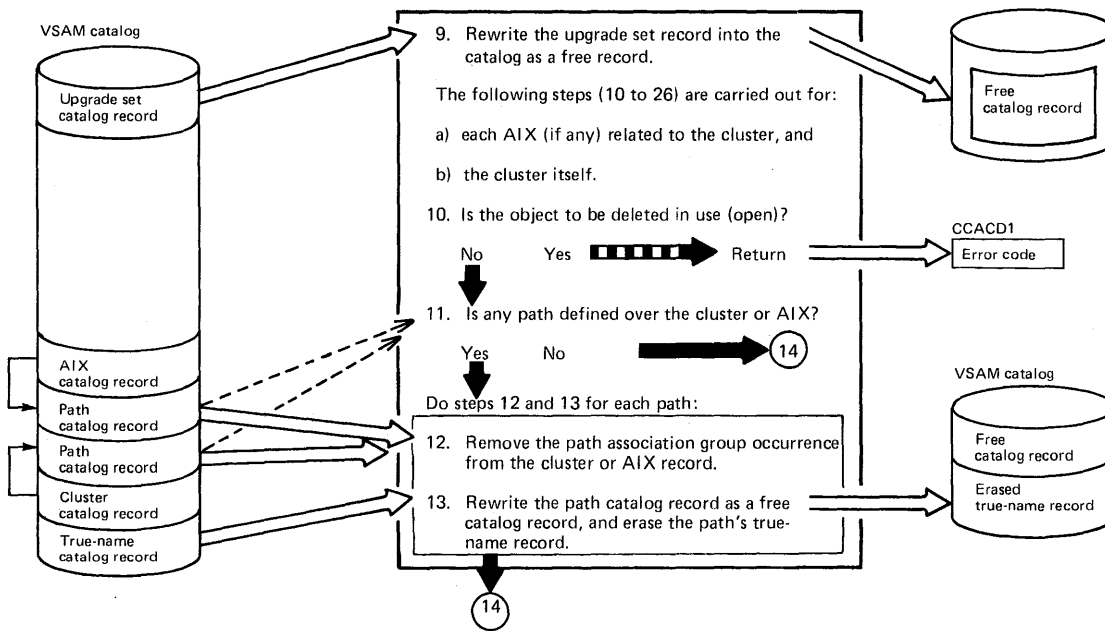 VSAM catalog
Upgrade set
catalog record
AIX
catalog record
Path
catalog record
Path
catalog record
Cluster
catalog record
True-name
catalog record
9. Rewrite the upgrade set record into the
catalog as a free record.
The following steps (10 to 26) are carried out for:
a) each AIX (if any) related to the cluster, and
b) the cluster itself.
10. Is the object to be deleted in use (open)?
No Yes Return
11. Is any path defined over the cluster or AIX?
Yes No 14
Do steps 12 and 13 for each path:
12. Remove the path association group occurrence
from the cluster or AIX record.
13. Rewrite the path catalog record as a free
catalog record, and erase the path's true-
name record.
14
Free
catalog record
CCACD1
Error code
VSAM catalog
Free
catalog record
Erased
true-name record